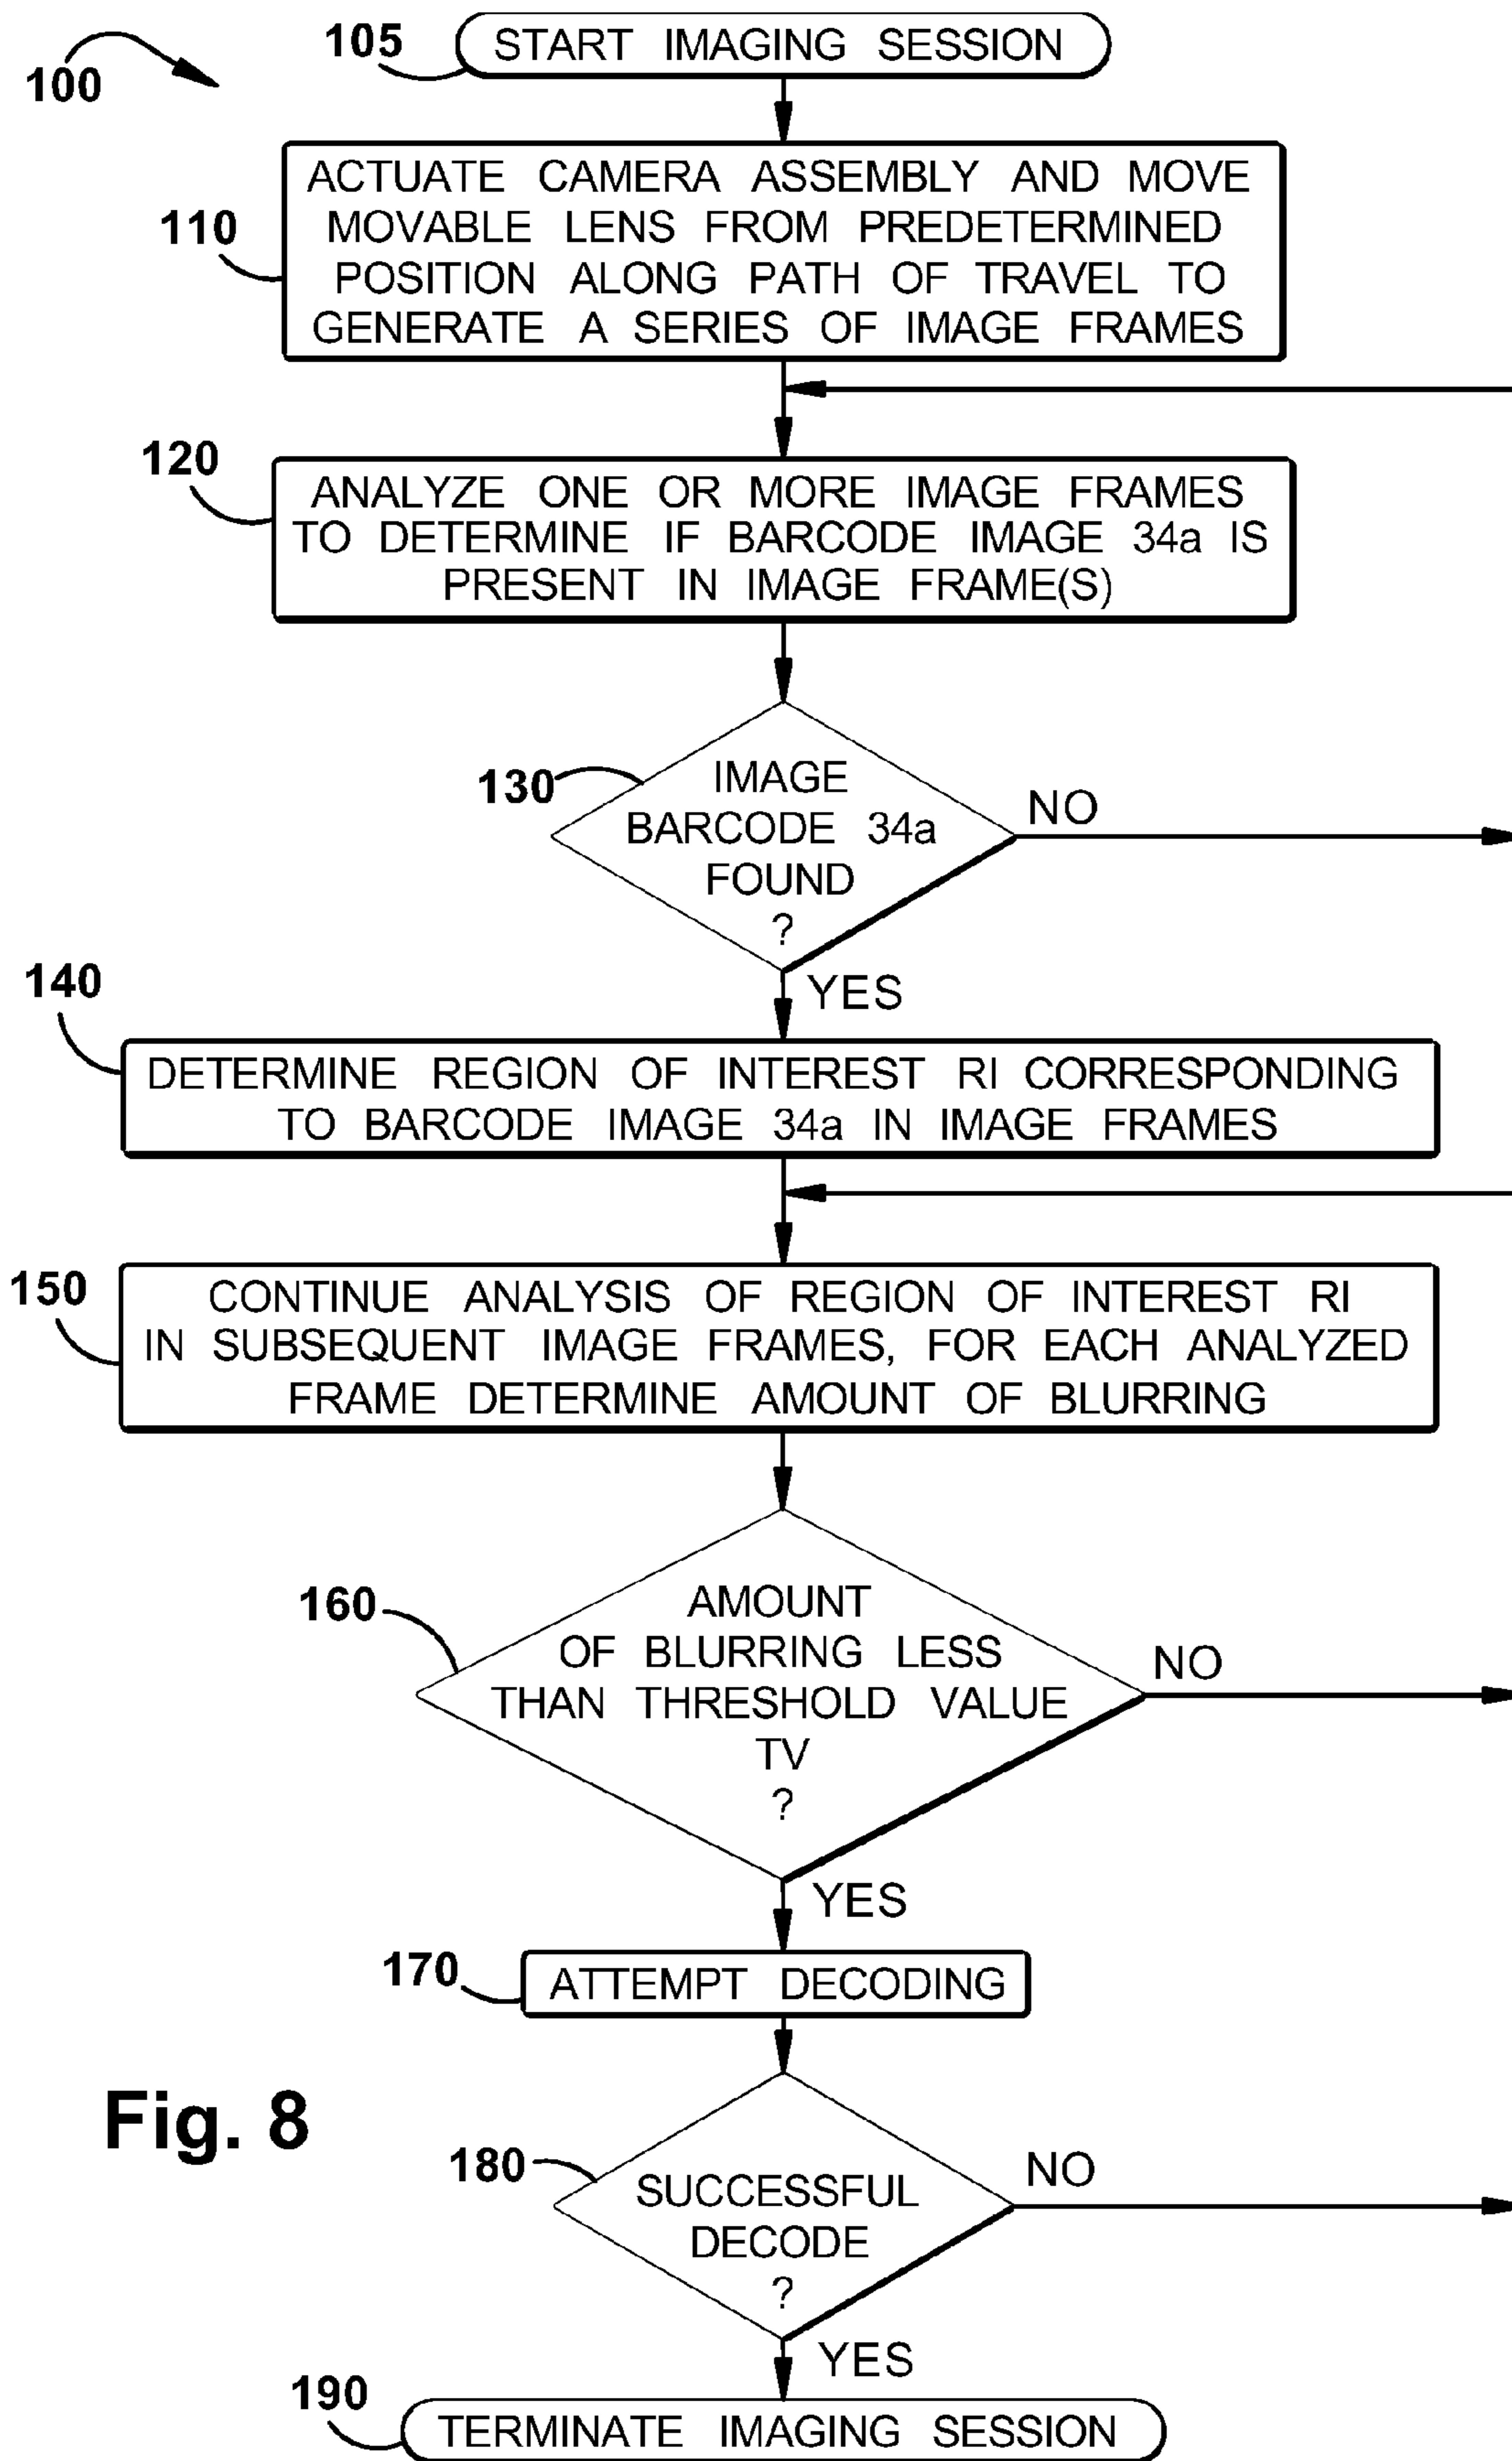 100
105
START IMAGING SESSION
110
ACTUATE CAMERA ASSEMBLY AND MOVE
MOVABLE LENS FROM PREDETERMINED
POSITION ALONG PATH OF TRAVEL TO
GENERATE A SERIES OF IMAGE FRAMES
120
ANALYZE ONE OR MORE IMAGE FRAMES
TO DETERMINE IF BARCODE IMAGE 34a IS
PRESENT IN IMAGE FRAME(S)
130
IMAGE
BARCODE 34a
FOUND
?
NO
YES
140
DETERMINE REGION OF INTEREST RI CORRESPONDING
TO BARCODE IMAGE 34a IN IMAGE FRAMES
150
CONTINUE ANALYSIS OF REGION OF INTEREST RI
IN SUBSEQUENT IMAGE FRAMES, FOR EACH ANALYZED
FRAME DETERMINE AMOUNT OF BLURRING
160
AMOUNT
OF BLURRING LESS
THAN THRESHOLD VALUE
TV
?
NO
YES
170
ATTEMPT DECODING
Fig. 8
180
SUCCESSFUL
DECODE
?
NO
YES
190
TERMINATE IMAGING SESSION